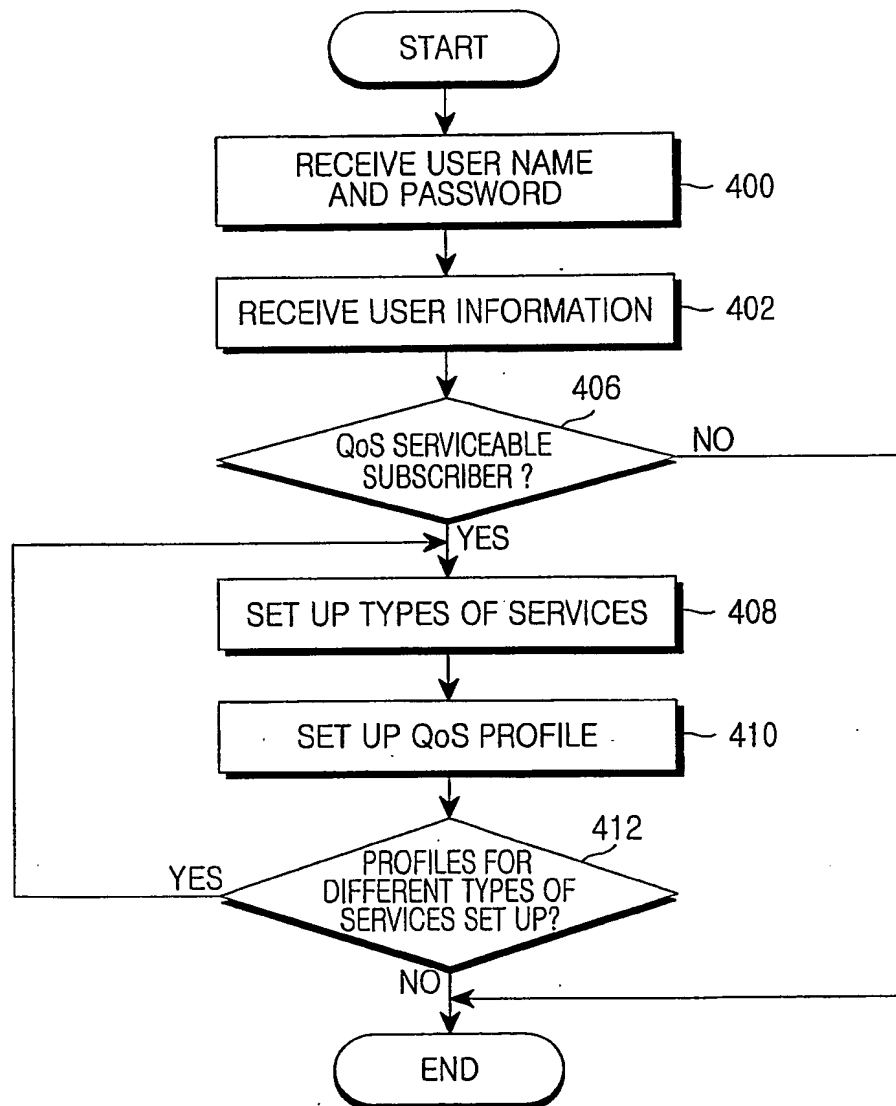 START
RECEIVE USER NAME
AND PASSWORD
400
RECEIVE USER INFORMATION
402
406
QoS SERVICEABLE
SUBSCRIBER ?
NO
YES
SET UP TYPES OF SERVICES
408
SET UP QoS PROFILE
410
412
PROFILES FOR
DIFFERENT TYPES OF
SERVICES SET UP?
YES
NO
END